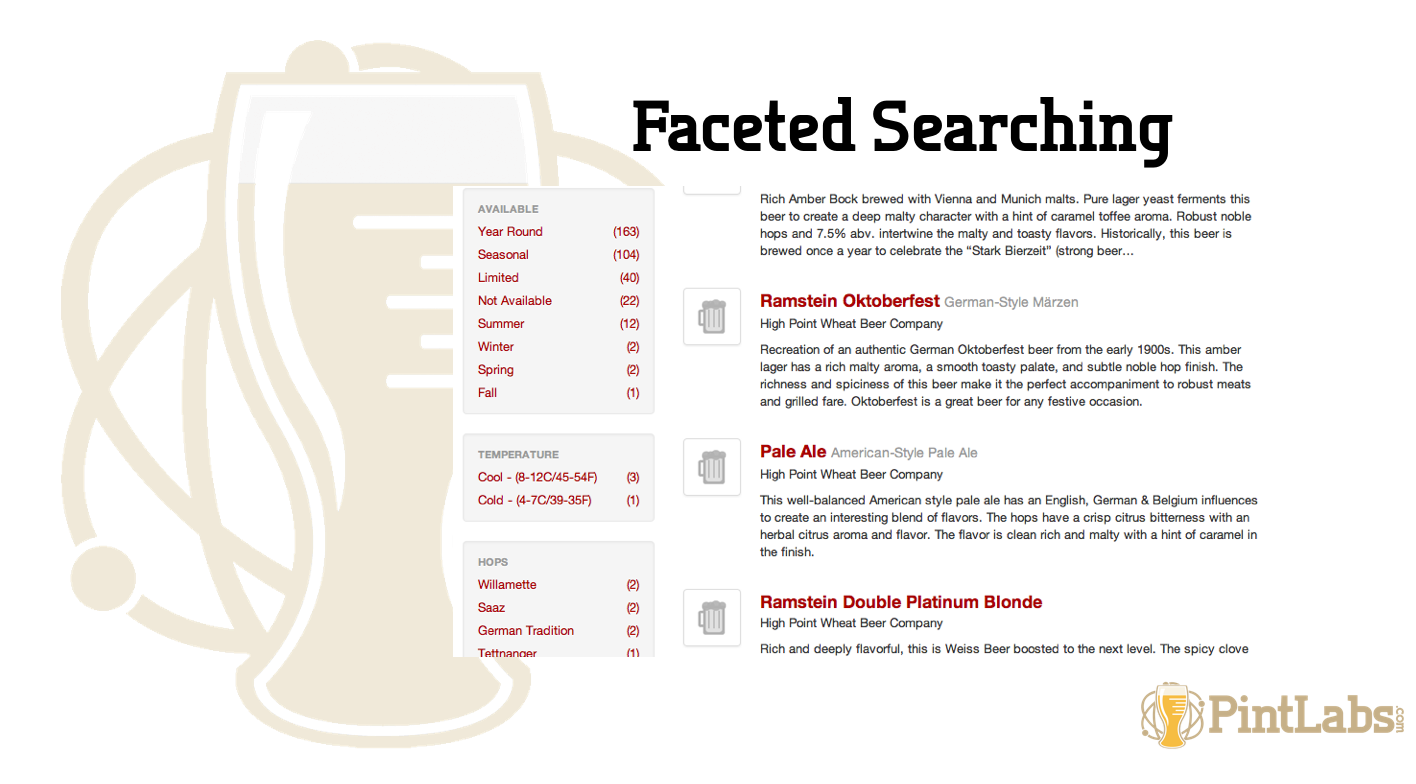 Faceted Searching
AVAILABLE
Year Round (163)
Seasonal (104)
Limited (40)
Not Available (22)
Summer (12)
Winter (2)
Spring (2)
Fall (1)
TEMPERATURE
Cool - (8-12C/45-54F) (3)
Cold - (4-7C/39-35F) (1)
HOPS
Willamette (2)
Saaz (2)
German Tradition (2)
Tettnanger (1)
Rich Amber Bock brewed with Vienna and Munich malts. Pure lager yeast ferments this
beer to create a deep malty character with a hint of caramel toffee aroma. Robust noble
hops and 7.5% abv. intertwine the malty and toasty flavors. Historically, this beer is
brewed once a year to celebrate the “Stark Bierzeit” (strong beer…
Ramstein Oktoberfest German-Style Märzen
High Point Wheat Beer Company
Recreation of an authentic German Oktoberfest beer from the early 1900s. This amber
lager has a rich malty aroma, a smooth toasty palate, and subtle noble hop finish. The
richness and spiciness of this beer make it the perfect accompaniment to robust meats
and grilled fare. Oktoberfest is a great beer for any festive occasion.
Pale Ale American-Style Pale Ale
High Point Wheat Beer Company
This well-balanced American style pale ale has an English, German & Belgium influences
to create an interesting blend of flavors. The hops have a crisp citrus bitterness with an
herbal citrus aroma and flavor. The flavor is clean rich and malty with a hint of caramel in
the finish.
Ramstein Double Platinum Blonde
High Point Wheat Beer Company
Rich and deeply flavorful, this is Weiss Beer boosted to the next level. The spicy clove
PintLabs.com